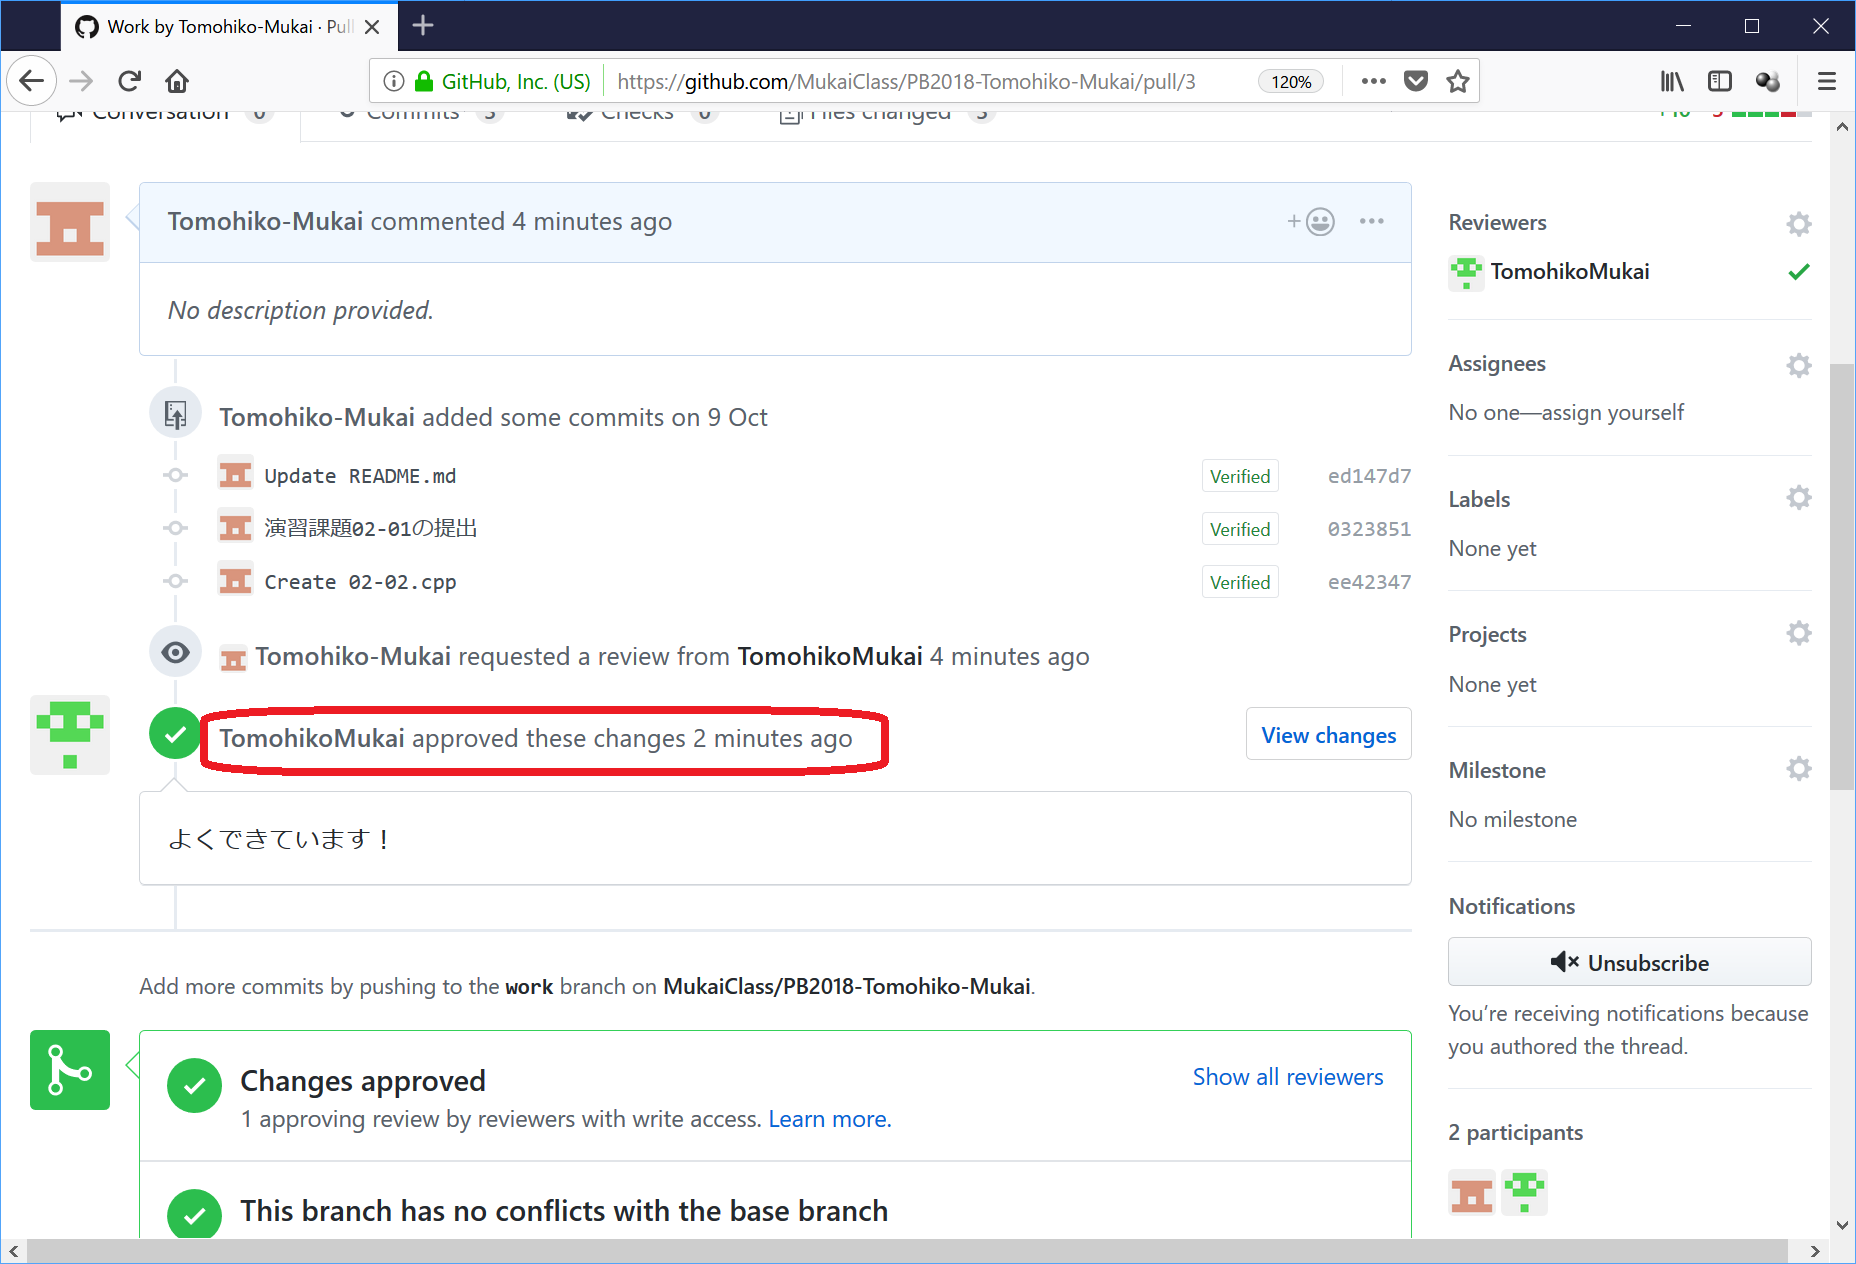 Work by Tomohiko-Mukai · Pull
GitHub, Inc. (US) https://github.com/MukaiClass/PB2018-Tomohiko-Mukai/pull/3 120%
Conversation 0 Commits 3 Checks 0 Files changed 3
Tomohiko-Mukai commented 4 minutes ago
No description provided.
Tomohiko-Mukai added some commits on 9 Oct
Update README.md Verified ed147d7
演習課題02-01の提出 Verified 0323851
Create 02-02.cpp Verified ee42347
Tomohiko-Mukai requested a review from TomohikoMukai 4 minutes ago
TomohikoMukai approved these changes 2 minutes ago View changes
よくできています！
Add more commits by pushing to the work branch on MukaiClass/PB2018-Tomohiko-Mukai.
Changes approved Show all reviewers
1 approving review by reviewers with write access. Learn more.
This branch has no conflicts with the base branch
Reviewers
TomohikoMukai
Assignees
No one—assign yourself
Labels
None yet
Projects
None yet
Milestone
No milestone
Notifications
Unsubscribe
You’re receiving notifications because
you authored the thread.
2 participants